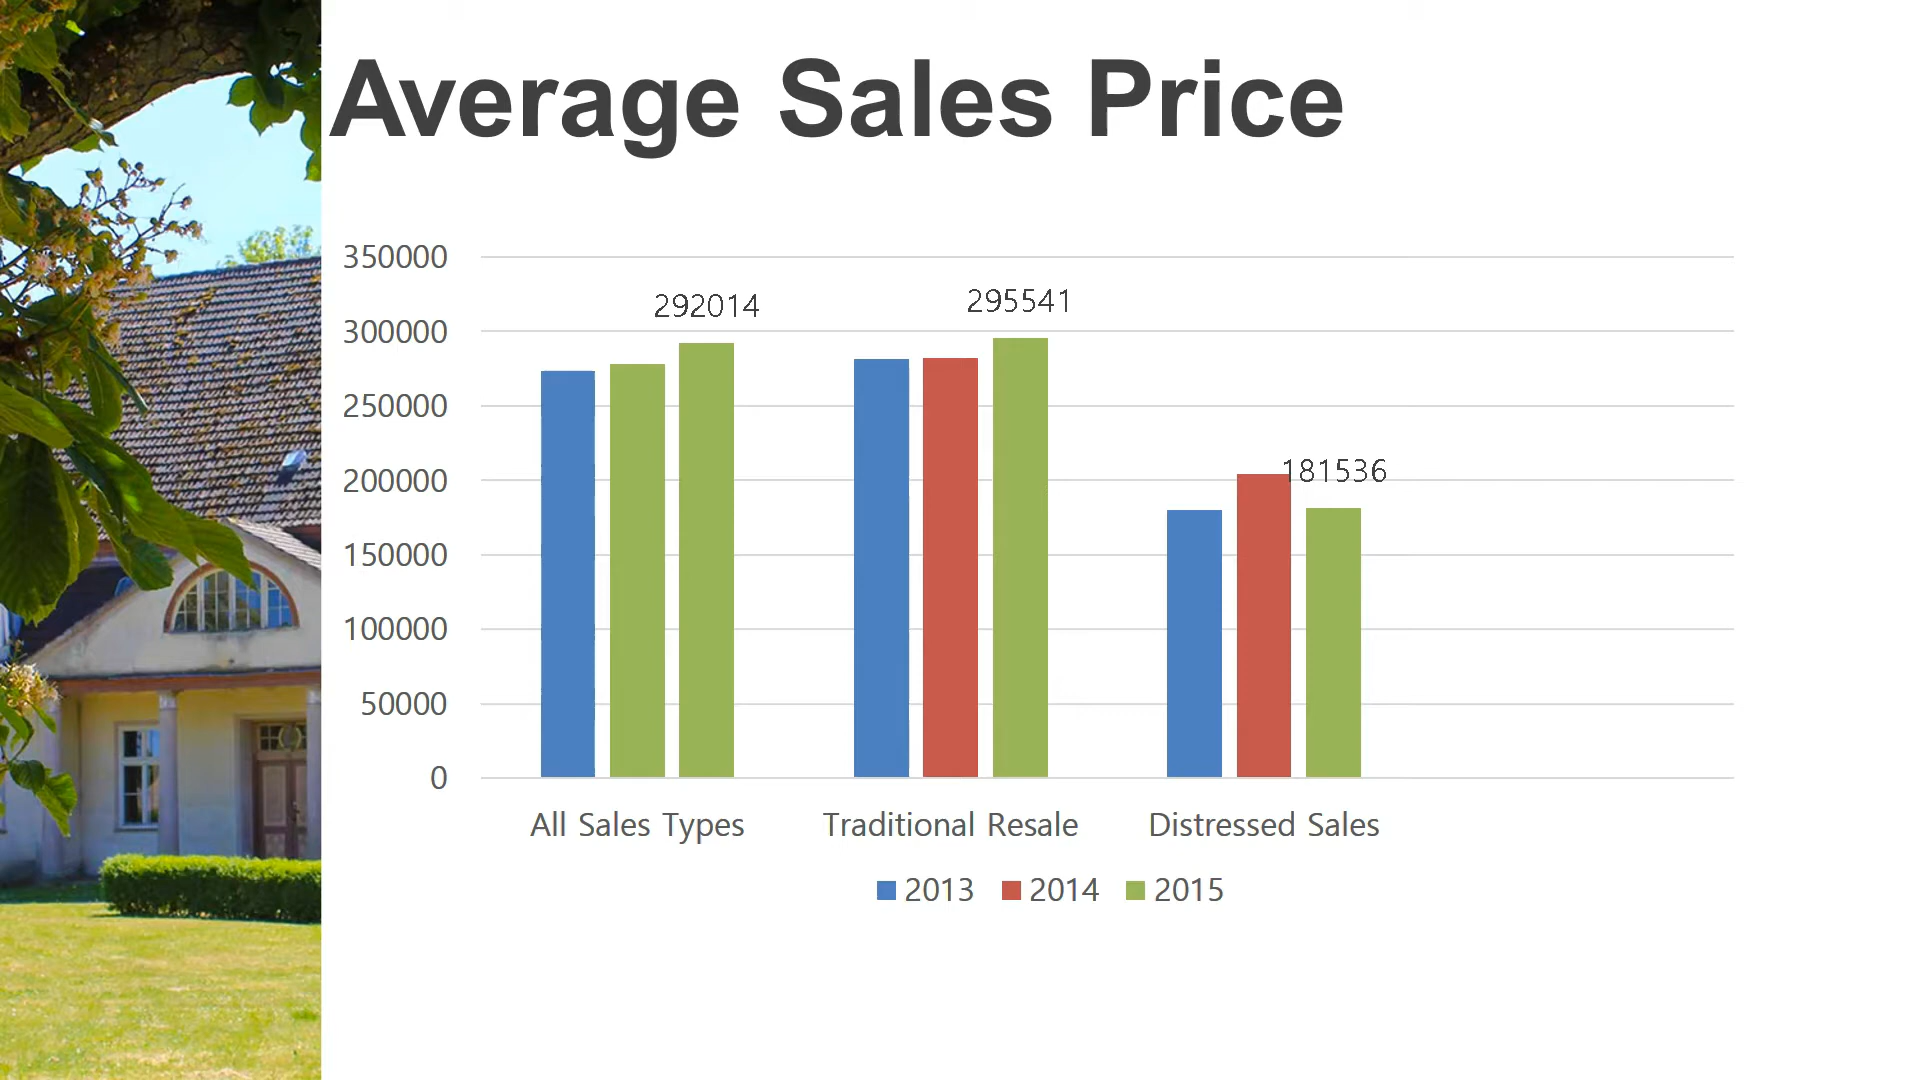 Average Sales Price
350000
300000
250000
200000
150000
100000
50000
0
292014
295541
181536
All Sales Types
Traditional Resale
Distressed Sales
2013 2014 2015